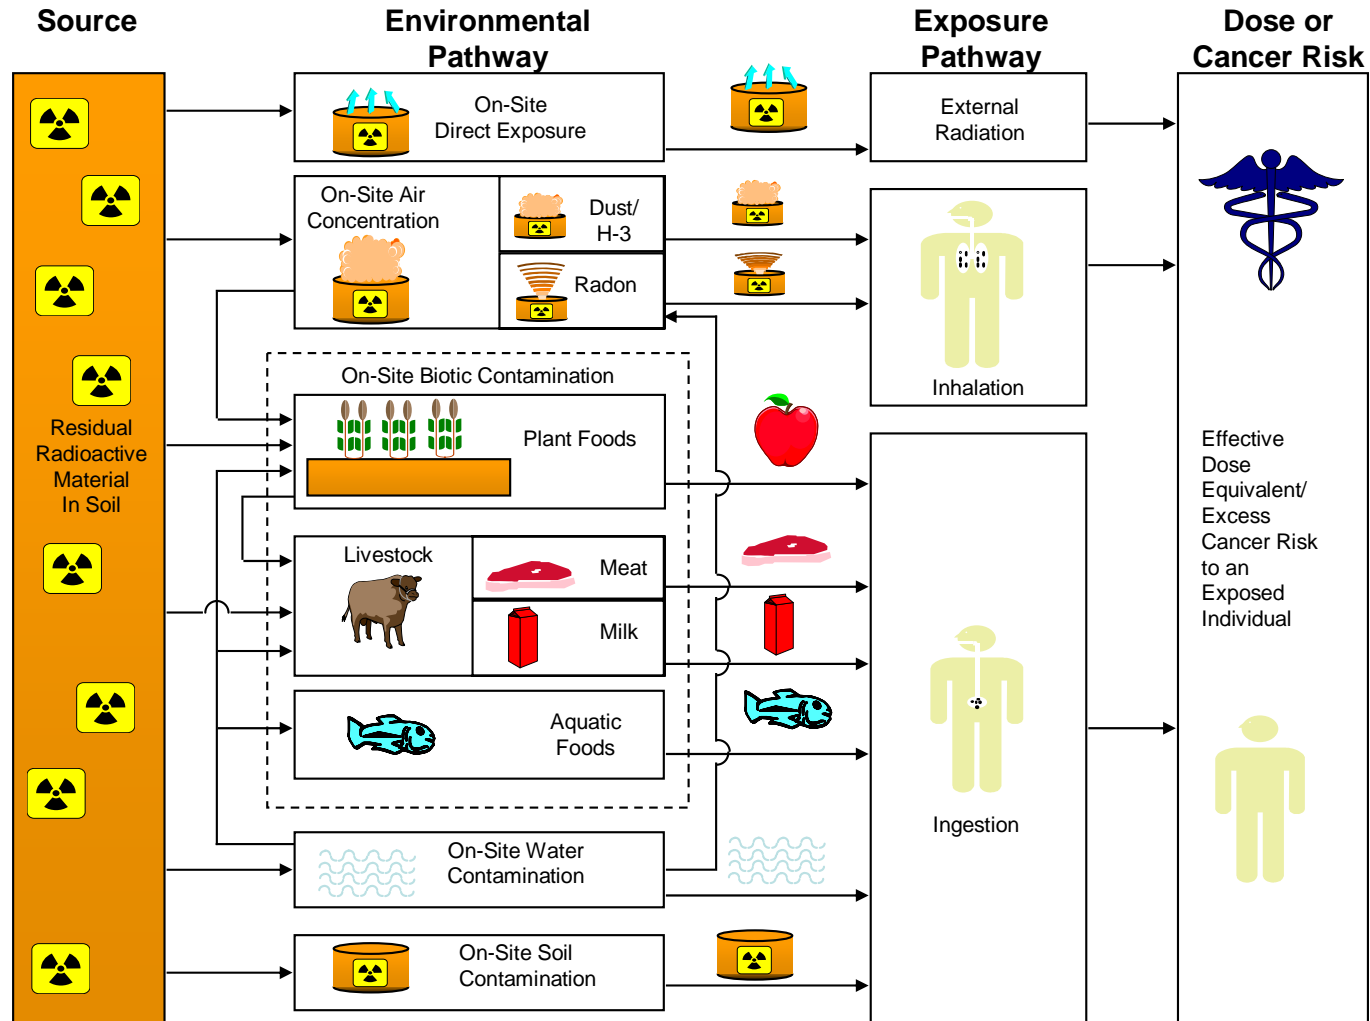 Source
Environmental
Pathway
Exposure
Pathway
Dose or
Cancer Risk
On-Site
Direct Exposure
External
Radiation
On-Site Air
Concentration
Dust/
H-3
Radon
Inhalation
On-Site Biotic Contamination
Residual
Radioactive
Material
In Soil
Plant Foods
Livestock
Meat
Milk
Aquatic
Foods
On-Site Water
Contamination
On-Site Soil
Contamination
Ingestion
Effective
Dose
Equivalent/
Excess
Cancer Risk
to an
Exposed
Individual